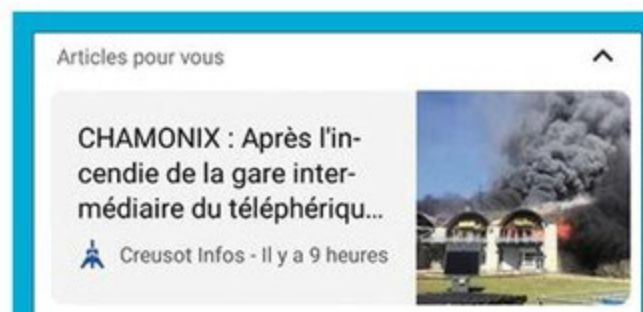 Articles pour vous
CHAMONIX : Après l'in-
cendie de la gare inter-
médiaire du téléphériqu...
Creusot Infos - Il y a 9 heures